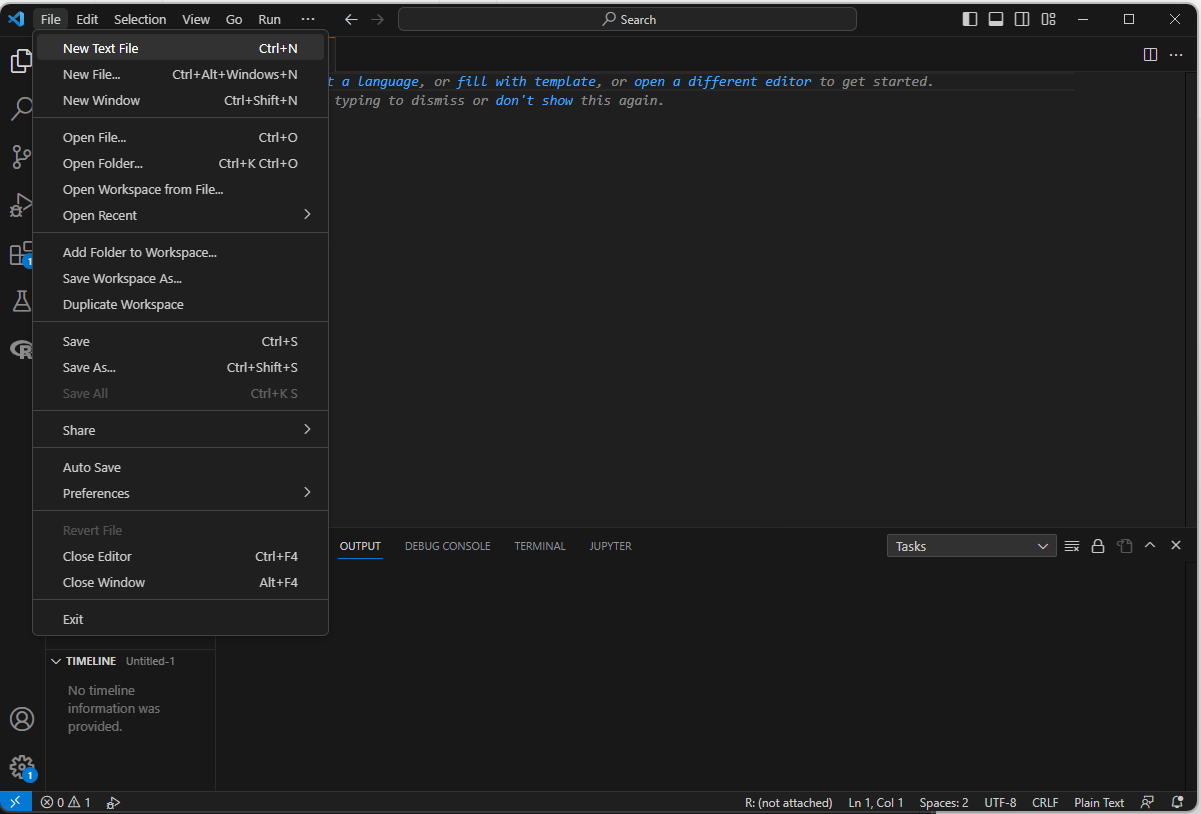 File Edit Selection View Go Run ··· Search
New Text File Ctrl+N
New File... Ctrl+Alt+Windows+N
New Window Ctrl+Shift+N
Open File... Ctrl+O
Open Folder... Ctrl+K Ctrl+O
Open Workspace from File...
Open Recent
Add Folder to Workspace...
Save Workspace As...
Duplicate Workspace
Save Ctrl+S
Save As... Ctrl+Shift+S
Save All Ctrl+K S
Share
Auto Save
Preferences
Revert File
Close Editor Ctrl+F4
Close Window Alt+F4
Exit
a language, or fill with template, or open a different editor to get started.
typing to dismiss or don't show this again.
OUTPUT DEBUG CONSOLE TERMINAL JUPYTER Tasks
TIMELINE Untitled-1
No timeline
information was
provided.
1
R
1
0 1 R: (not attached) Ln 1, Col 1 Spaces: 2 UTF-8 CRLF Plain Text